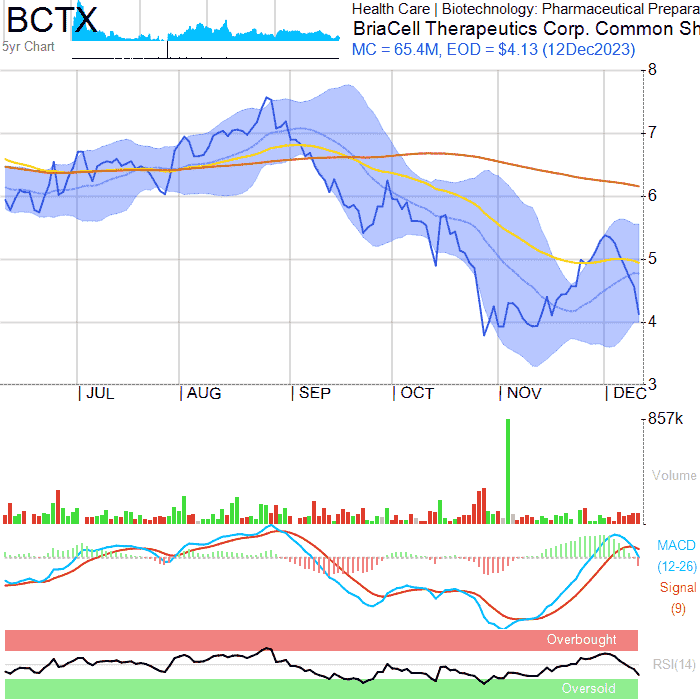 BCTX
5yr Chart
Health Care | Biotechnology: Pharmaceutical Prepara
BriaCell Therapeutics Corp. Common Sh
MC = 65.4M, EOD = $4.13 (12Dec2023)
8
7
6
5
4
3
| JUL | AUG | SEP | OCT | NOV | DEC
857k
Volume
MACD
(12-26)
Signal
(9)
Overbought
RSI(14)
Oversold